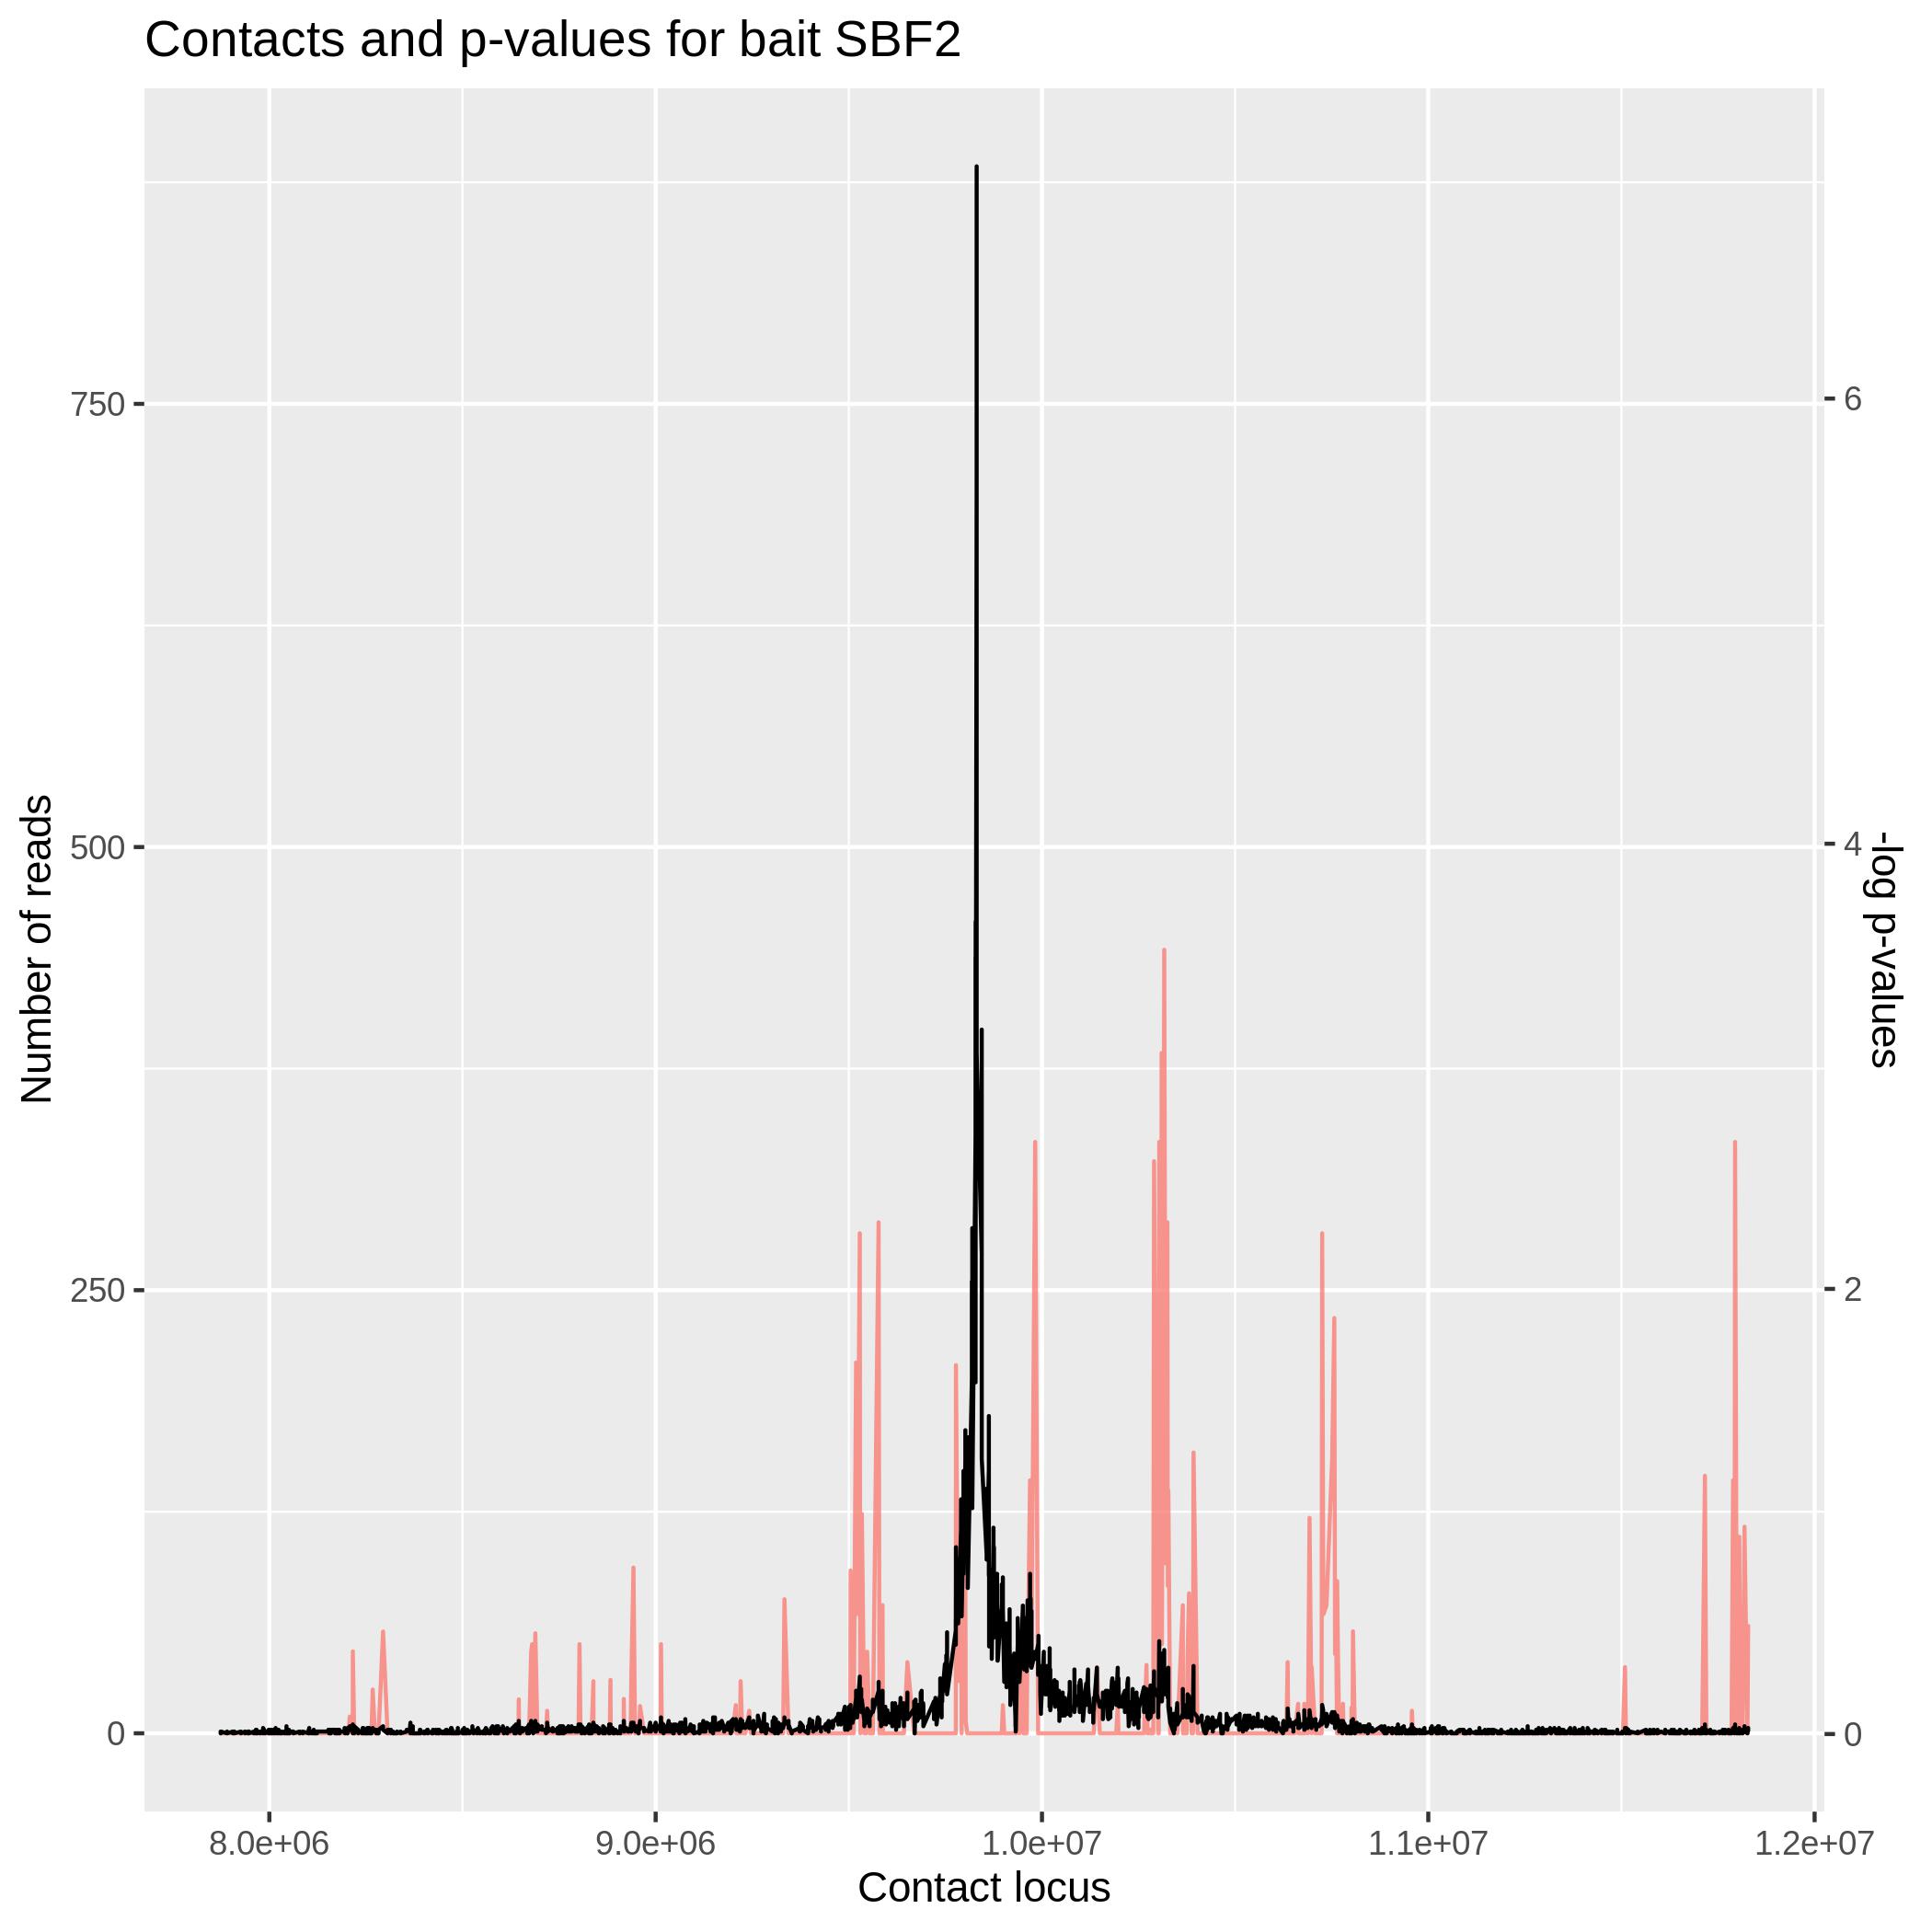 Contacts and p-values for bait SBF2
Number of reads
750
500
250
0
6
4
2
0
-log p-values
8.0e+06
9.0e+06
1.0e+07
1.1e+07
1.2e+07
Contact locus